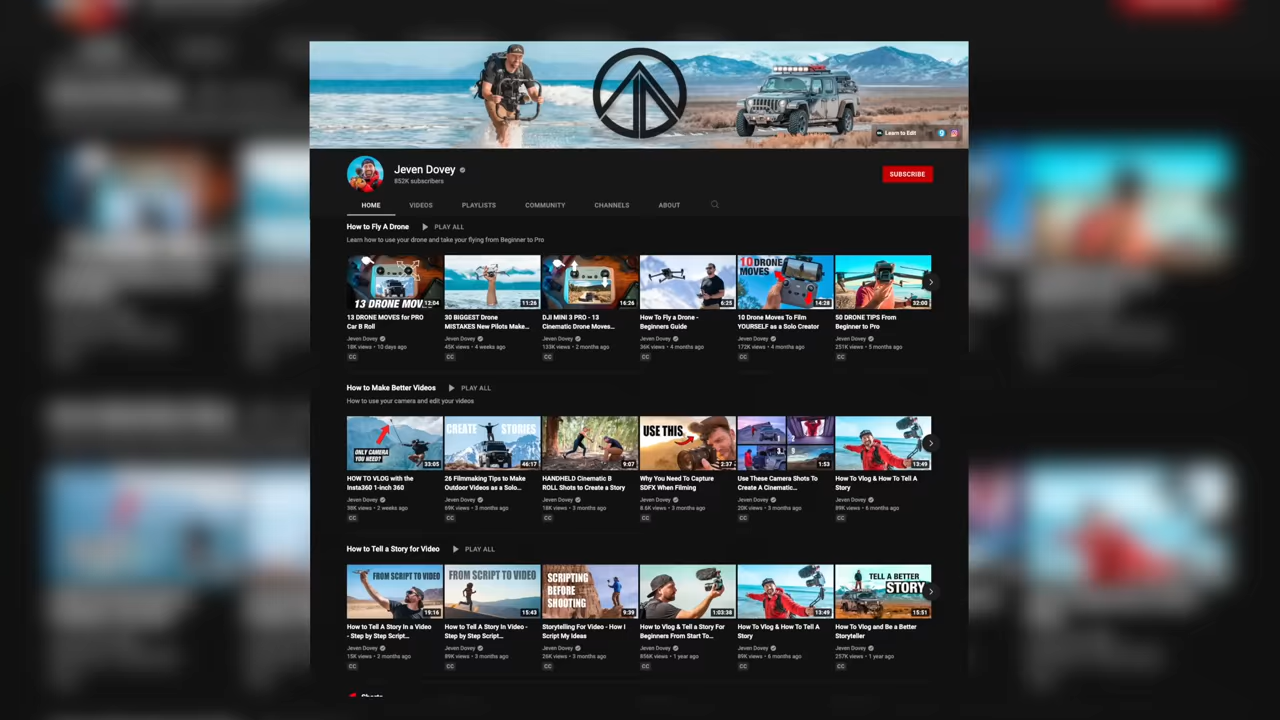 Learn to Edit
Jeven Dovey
852K subscribers
SUBSCRIBE
HOME VIDEOS PLAYLISTS COMMUNITY CHANNELS ABOUT
How to Fly A Drone PLAY ALL
Learn how to use your drone and take your flying from Beginner to Pro
13 DRONE MOV
12:04
11:26
16:26
6:25
10 DRONE
MOVES
14:28
32:00
13 DRONE MOVES for PRO
Car B Roll
Jeven Dovey
18K views • 10 days ago
CC
30 BIGGEST Drone
MISTAKES New Pilots Make...
Jeven Dovey
45K views • 4 weeks ago
CC
DJI MINI 3 PRO - 13
Cinematic Drone Moves...
Jeven Dovey
133K views • 2 months ago
CC
How To Fly a Drone -
Beginners Guide
Jeven Dovey
36K views • 4 months ago
CC
10 Drone Moves To Film
YOURSELF as a Solo Creator
Jeven Dovey
172K views • 4 months ago
CC
50 DRONE TIPS From
Beginner to Pro
Jeven Dovey
251K views • 5 months ago
CC
How to Make Better Videos PLAY ALL
How to use your camera and edit your videos
ONLY CAMERA
YOU NEED?
33:05
CREATE STORIES
46:17
9:07
USE THIS
2:37
1:53
13:49
HOW TO VLOG with the
Insta360 1-inch 360
Jeven Dovey
38K views • 2 weeks ago
CC
26 Filmmaking Tips to Make
Outdoor Videos as a Solo...
Jeven Dovey
69K views • 3 months ago
CC
HANDHELD Cinematic B
ROLL Shots to Create a Story
Jeven Dovey
18K views • 3 months ago
CC
Why You Need To Capture
SDFX When Filming
Jeven Dovey
8.6K views • 3 months ago
CC
Use These Camera Shots To
Create A Cinematic...
Jeven Dovey
20K views • 3 months ago
CC
How To Vlog & How To Tell A
Story
Jeven Dovey
89K views • 6 months ago
CC
How to Tell a Story for Video PLAY ALL
FROM SCRIPT TO VIDEO
19:16
FROM SCRIPT TO VIDEO
15:43
SCRIPTING
BEFORE
SHOOTING
9:39
1:03:38
13:49
TELL A BETTER
STORY
15:51
How to Tell A Story In a Video
- Step by Step Script...
Jeven Dovey
15K views • 2 months ago
CC
How to Tell A Story In Video -
Step by Step Script...
Jeven Dovey
89K views • 3 months ago
CC
Storytelling For Video - How I
Script My Ideas
Jeven Dovey
26K views • 3 months ago
CC
How to Vlog & Tell a Story For
Beginners From Start To...
Jeven Dovey
856K views • 1 year ago
CC
How To Vlog & How To Tell A
Story
Jeven Dovey
89K views • 6 months ago
CC
How To Vlog and Be a Better
Storyteller
Jeven Dovey
257K views • 1 year ago
CC